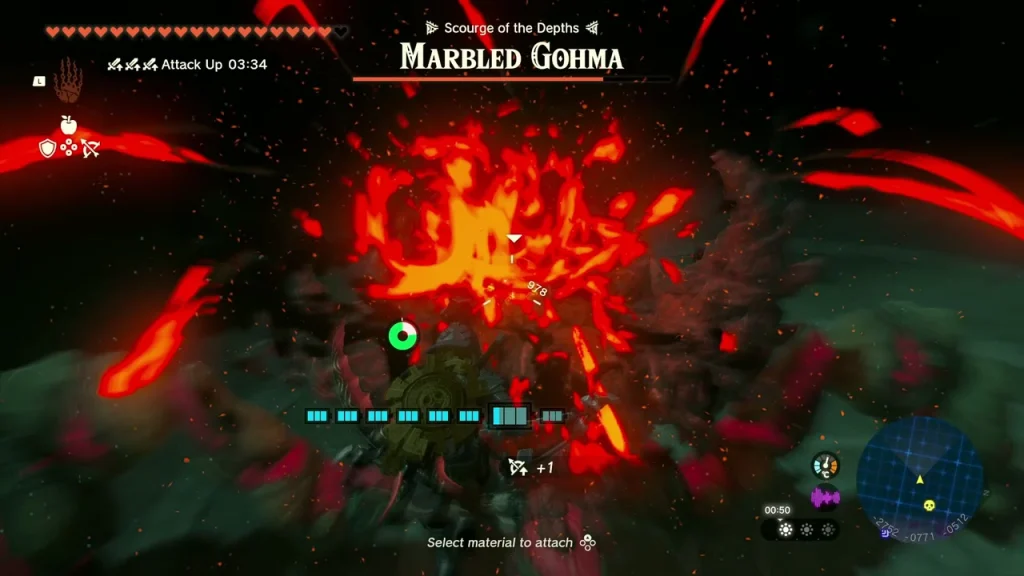 Scourge of the Depths
MARBLED GOHMA
Attack Up 03:34
L
978
+1
00:50
Select material to attach
2752 -0771 -0512